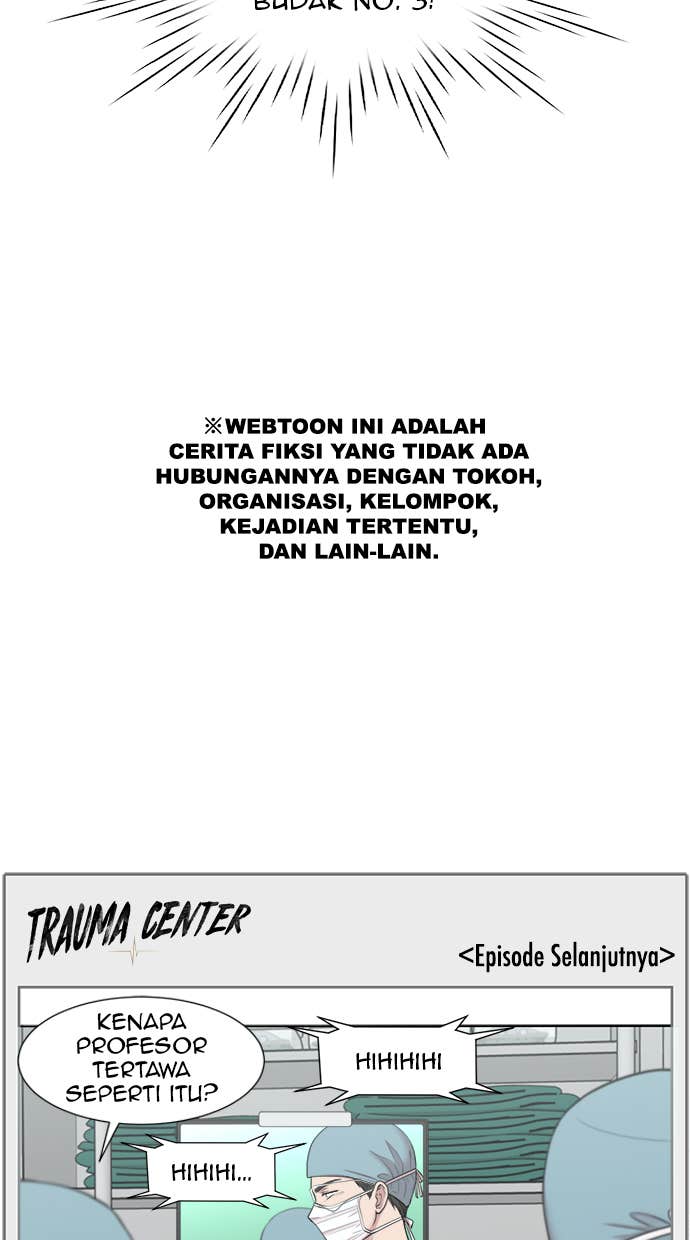 BUDAK NO. 3?
※WEBTOON INI ADALAH
CERITA FIKSI YANG TIDAK ADA
HUBUNGANNYA DENGAN TOKOH,
ORGANISASI, KELOMPOK,
KEJADIAN TERTENTU,
DAN LAIN-LAIN.
TRAUMA CENTER
<Episode Selanjutnya>
KENAPA
PROFESOR
TERTAWA
SEPERTI ITU?
HIHIHIHI
HIHIHI...